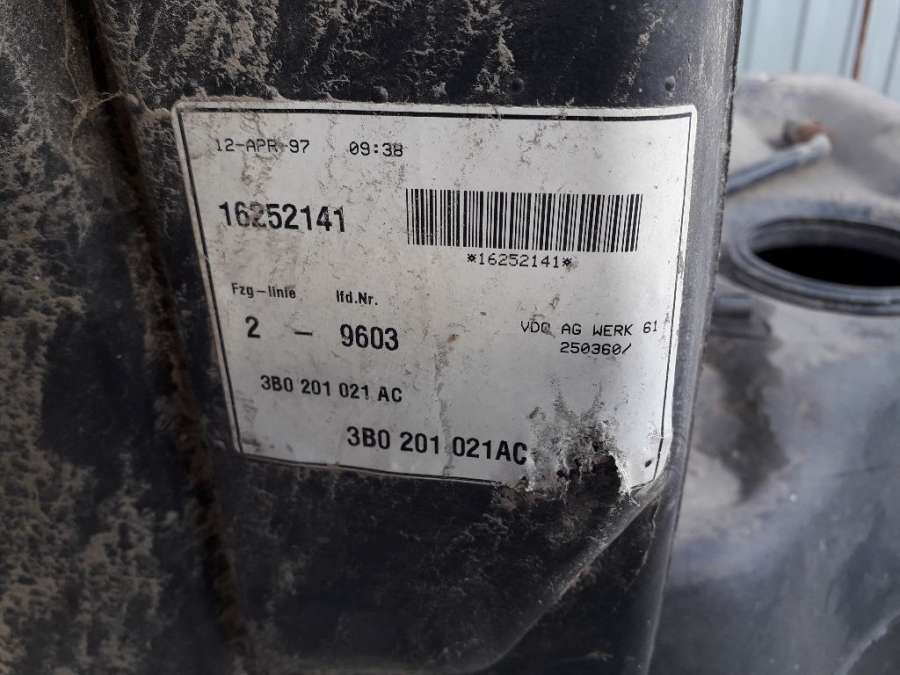 12-APR-97 09:38
16252141
*16252141*
Fzg-linie lfd.Nr.
2 - 9603
VDO AG WERK 61
250360/
3B0 201 021 AC
3B0 201 021AC